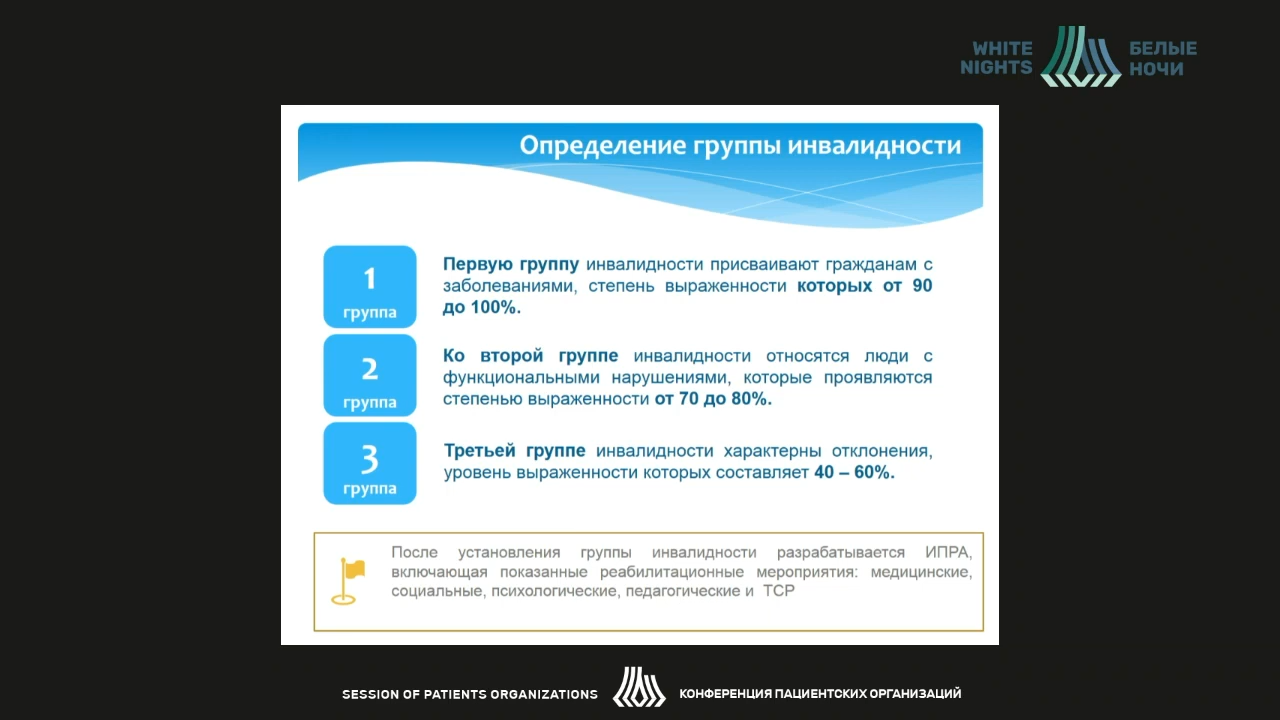 WHITE
NIGHTS
БЕЛЫЕ
НОЧИ
Определение группы инвалидности
1
группа
Первую группу инвалидности присваивают гражданам с
заболеваниями, степень выраженности которых от 90
до 100%.
2
группа
Ко второй группе инвалидности относятся люди с
функциональными нарушениями, которые проявляются
степенью выраженности от 70 до 80%.
3
группа
Третьей группе инвалидности характерны отклонения,
уровень выраженности которых составляет 40 – 60%.
После установления группы инвалидности разрабатывается ИПРА,
включающая показанные реабилитационные мероприятия: медицинские,
социальные, психологические, педагогические и ТСР
SESSION OF PATIENTS ORGANIZATIONS
КОНФЕРЕНЦИЯ ПАЦИЕНТСКИХ ОРГАНИЗАЦИЙ